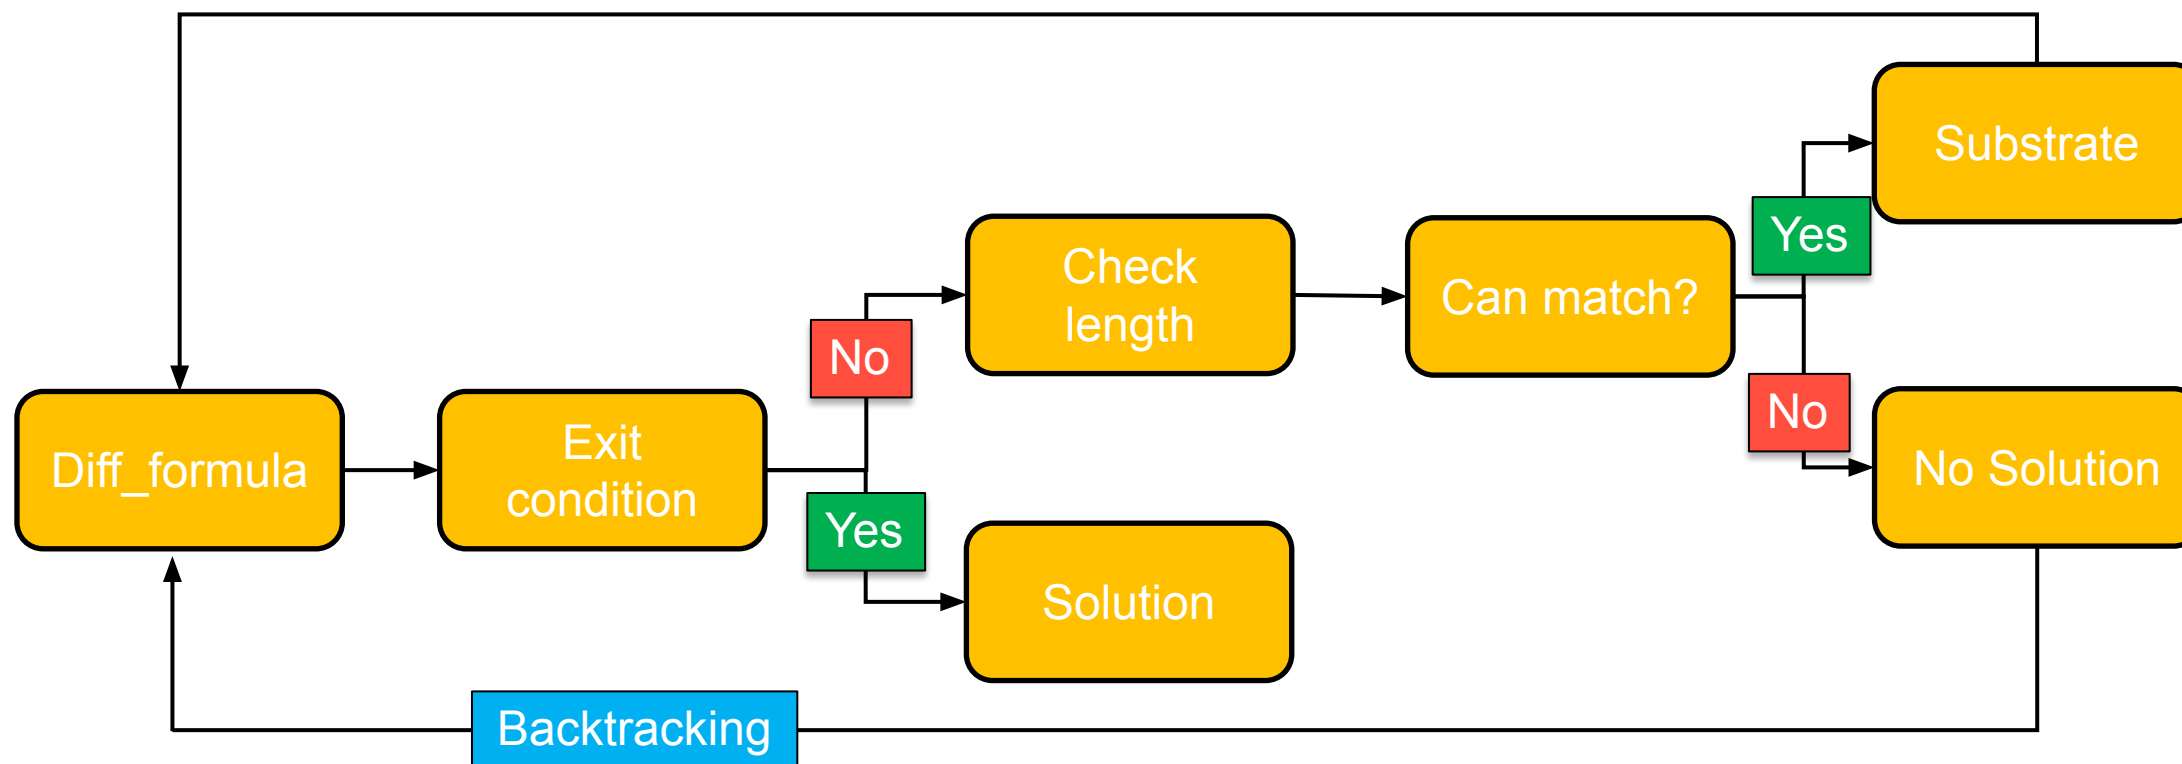 Substrate
Yes
Check
length
Can match?
No
No
Diff_formula
Exit
condition
No Solution
Yes
Solution
Backtracking